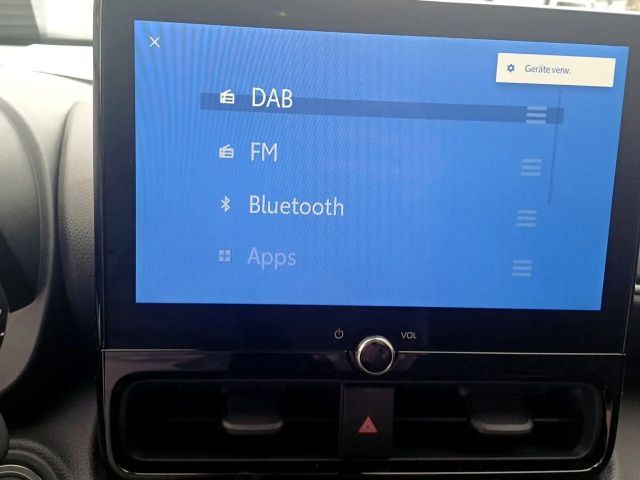 Geräte verw.
DAB
FM
Bluetooth
Apps
VOL